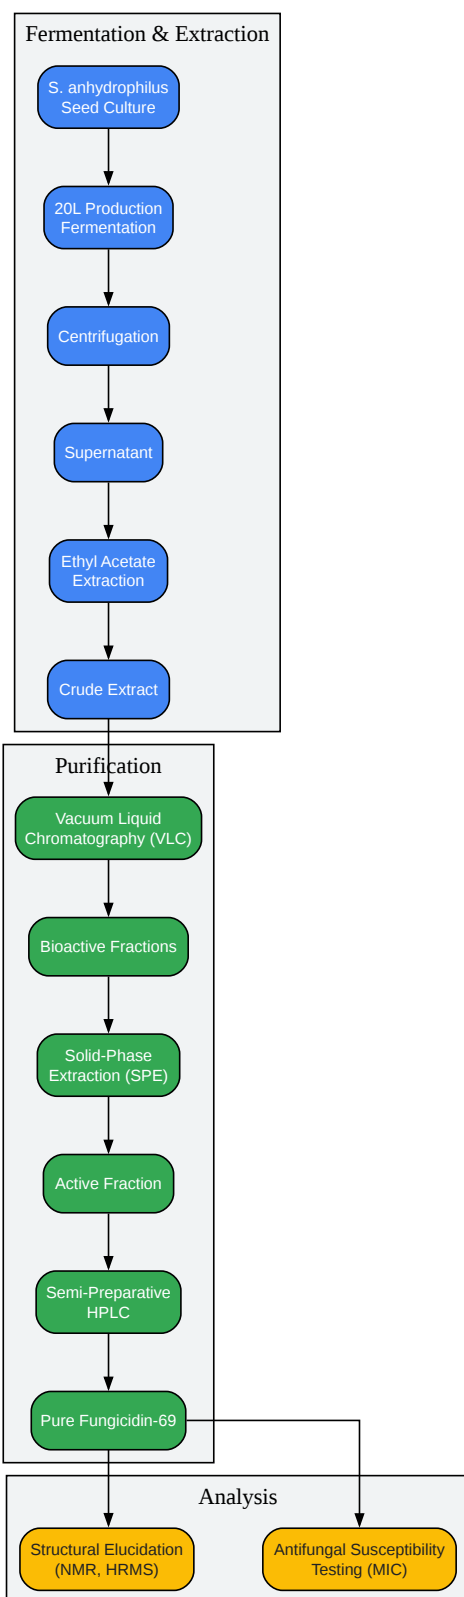 Fermentation & Extraction
S. anhydrophilus
Seed Culture
20L Production
Fermentation
Centrifugation
Supernatant
Ethyl Acetate
Extraction
Crude Extract
Purification
Vacuum Liquid
Chromatography (VLC)
Bioactive Fractions
Solid-Phase
Extraction (SPE)
Active Fraction
Semi-Preparative
HPLC
Pure Fungicidin-69
Analysis
Structural Elucidation
(NMR, HRMS)
Antifungal Susceptibility
Testing (MIC)